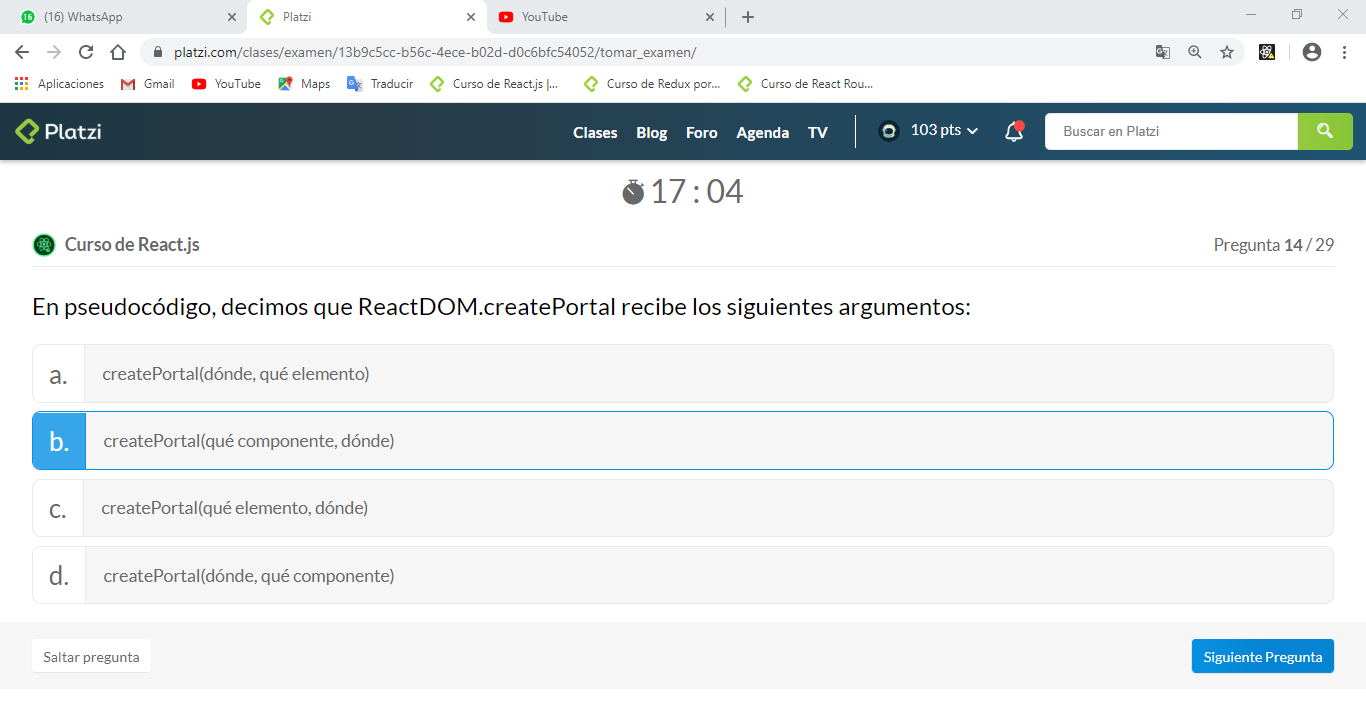 (16) WhatsApp
Platzi
YouTube
platzi.com/clases/examen/13b9c5cc-b56c-4ece-b02d-d0c6bfc54052/tomar_examen/
Aplicaciones Gmail YouTube Maps Traducir Curso de React.js |... Curso de Redux por... Curso de React Rou...
Platzi
Clases Blog Foro Agenda TV 103 pts Buscar en Platzi
17 : 04
Curso de React.js Pregunta 14 / 29
En pseudocódigo, decimos que ReactDOM.createPortal recibe los siguientes argumentos:
a. createPortal(dónde, qué elemento)
b. createPortal(qué componente, dónde)
c. createPortal(qué elemento, dónde)
d. createPortal(dónde, qué componente)
Saltar pregunta Siguiente Pregunta